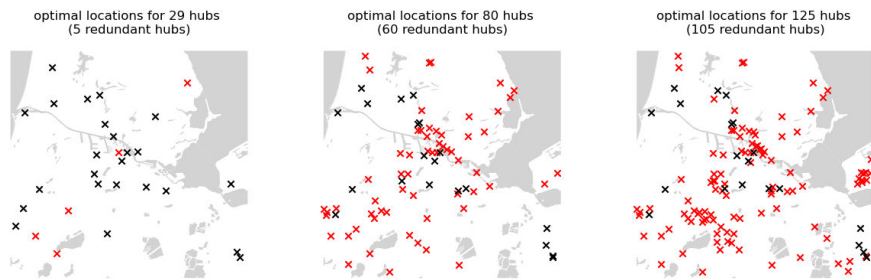 optimal locations for 29 hubs
(5 redundant hubs)
optimal locations for 80 hubs
(60 redundant hubs)
optimal locations for 125 hubs
(105 redundant hubs)